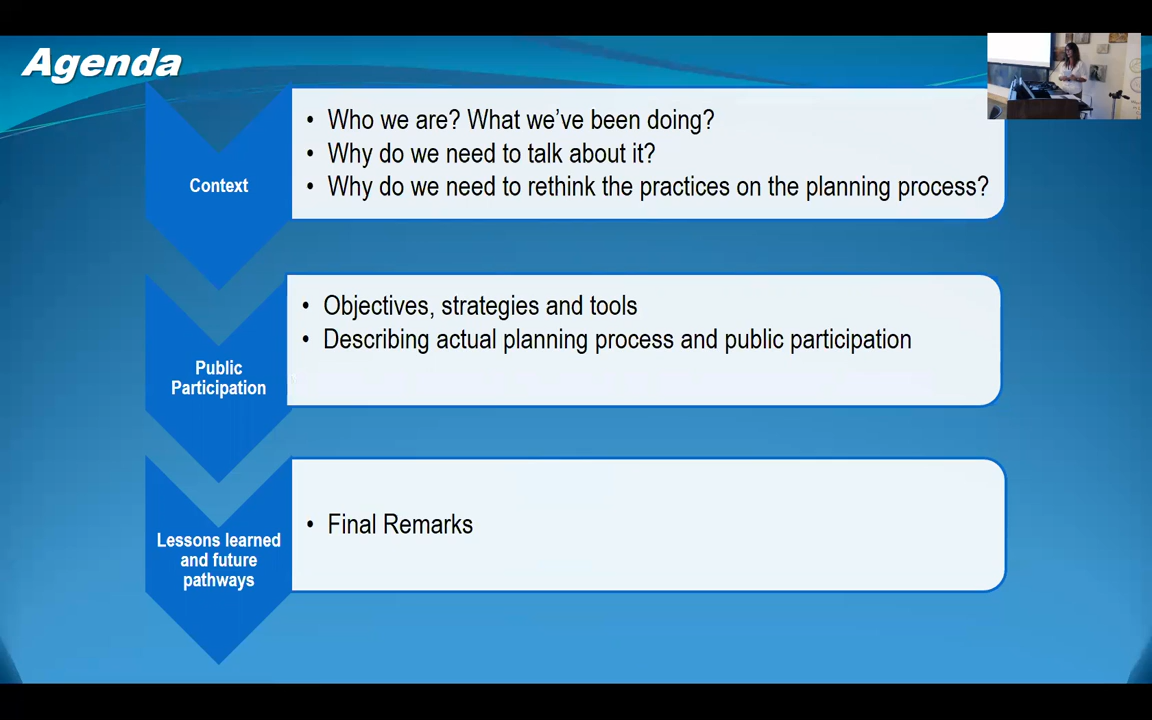 Agenda
Context
• Who we are? What we’ve been doing?
• Why do we need to talk about it?
• Why do we need to rethink the practices on the planning process?
Public
Participation
• Objectives, strategies and tools
• Describing actual planning process and public participation
Lessons learned
and future
pathways
• Final Remarks